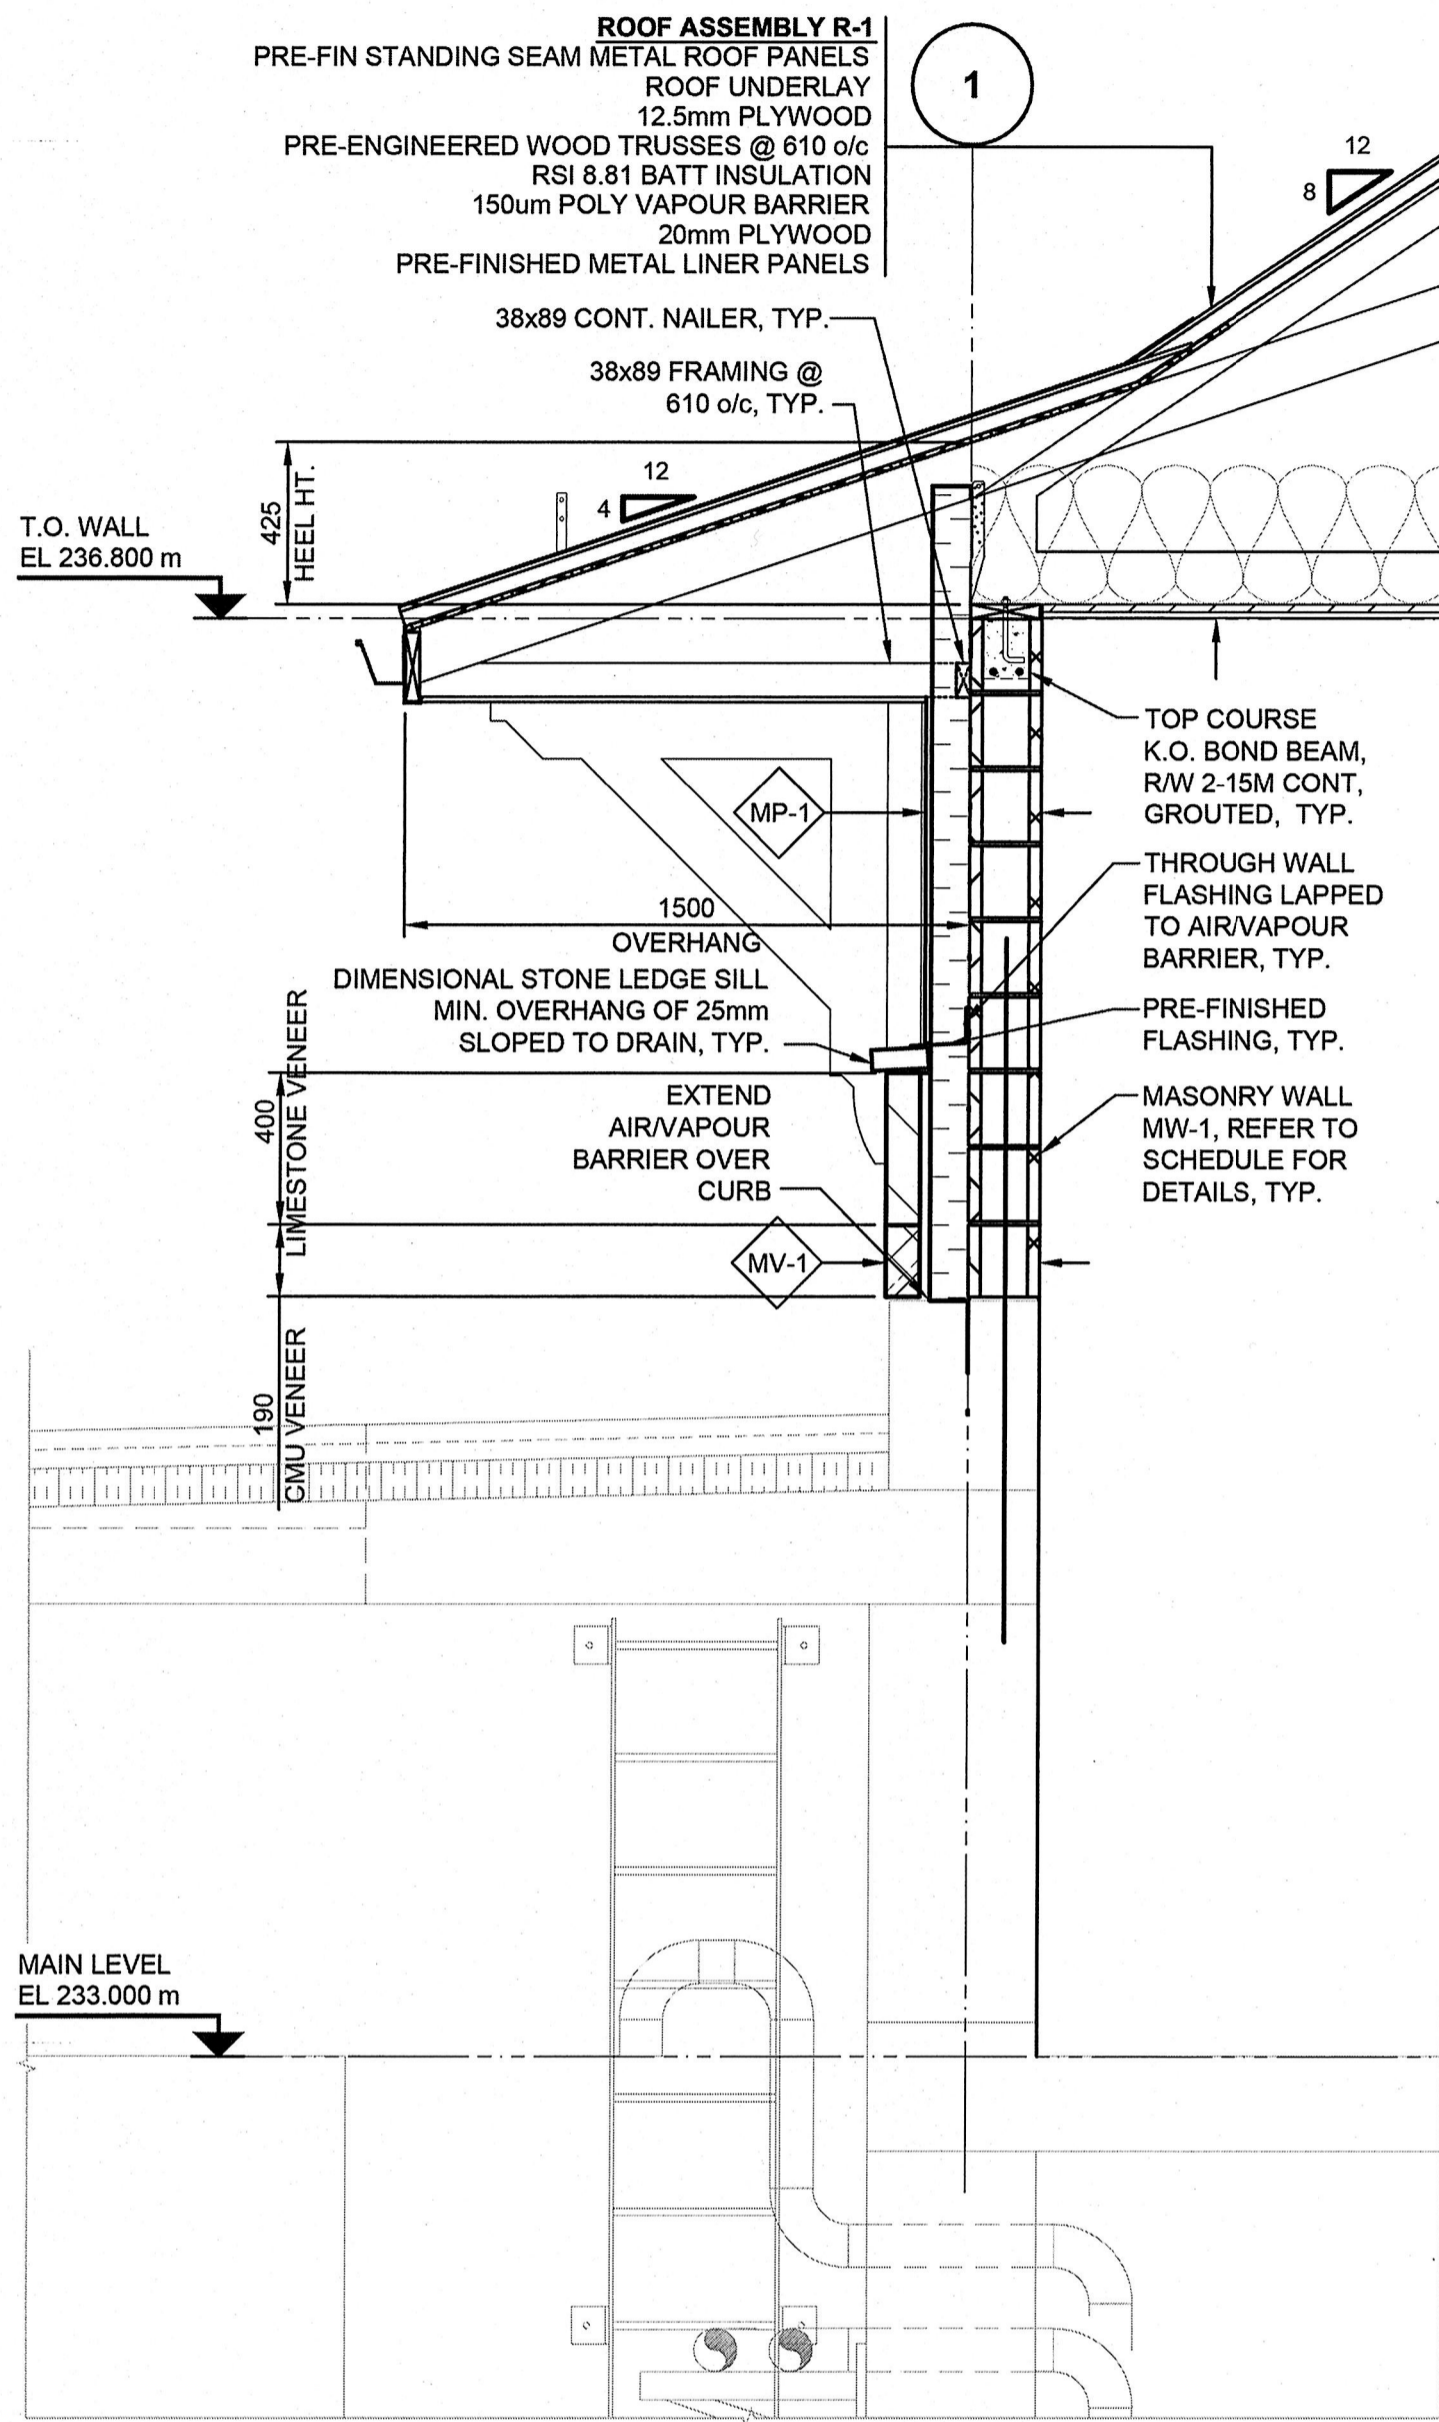 ROOF ASSEMBLY R-1
PRE-FIN STANDING SEAM METAL ROOF PANELS
ROOF UNDERLAY
12.5mm PLYWOOD
PRE-ENGINEERED WOOD TRUSSES @ 610 o/c
RSI 8.81 BATT INSULATION
150um POLY VAPOUR BARRIER
20mm PLYWOOD
PRE-FINISHED METAL LINER PANELS
1
12
8
38x89 CONT. NAILER, TYP.
38x89 FRAMING @
610 o/c, TYP.
12
4
425
HEEL HT.
T.O. WALL
EL 236.800 m
TOP COURSE
K.O. BOND BEAM,
R/W 2-15M CONT,
GROUTED, TYP.
MP-1
THROUGH WALL
FLASHING LAPPED
TO AIR/VAPOUR
BARRIER, TYP.
1500
OVERHANG
DIMENSIONAL STONE LEDGE SILL
MIN. OVERHANG OF 25mm
SLOPED TO DRAIN, TYP.
PRE-FINISHED
FLASHING, TYP.
400
LIMESTONE VENEER
EXTEND
AIR/VAPOUR
BARRIER OVER
CURB
MASONRY WALL
MW-1, REFER TO
SCHEDULE FOR
DETAILS, TYP.
MV-1
190
CMU VENEER
MAIN LEVEL
EL 233.000 m